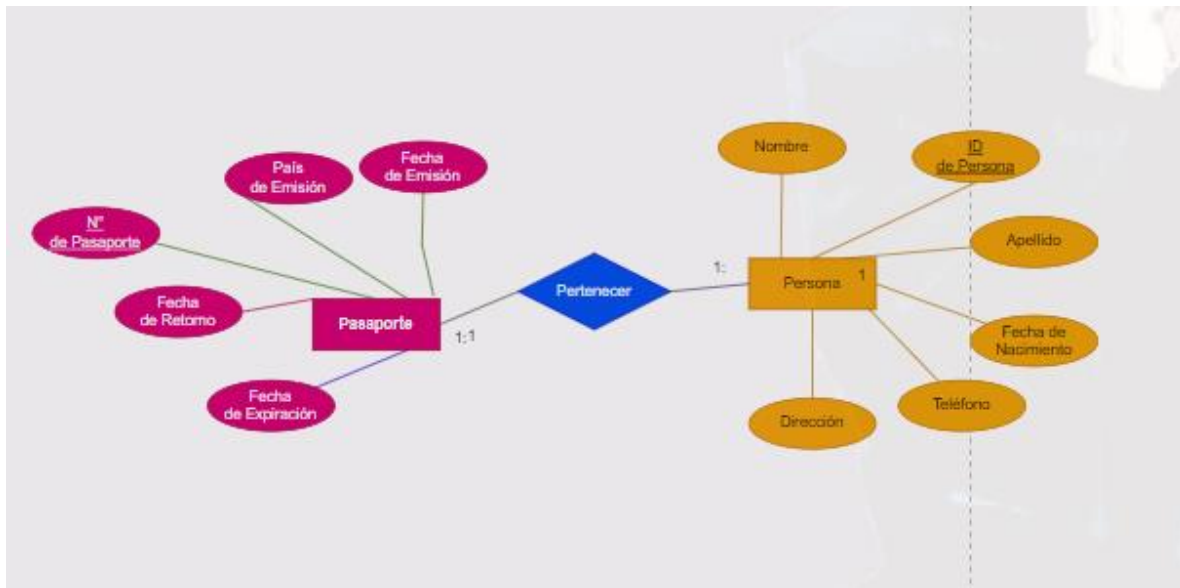 Nombre
ID
de Persona
País
de Emisión
Fecha
de Emisión
Nº
de Pasaporte
Apellido
1:
Persona
1
Pertenecer
Fecha
de Retorno
Pasaporte
1:1
Fecha de
Nacimiento
Fecha
de Expiración
Dirección
Teléfono